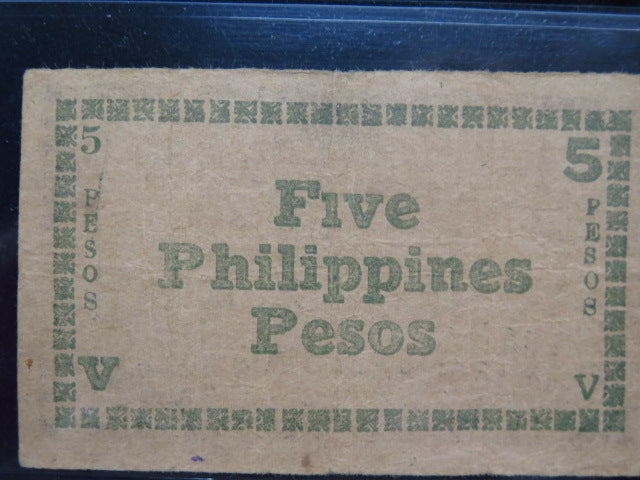 5 5
PESOS PESOS
Five
Philippines
Pesos
V V